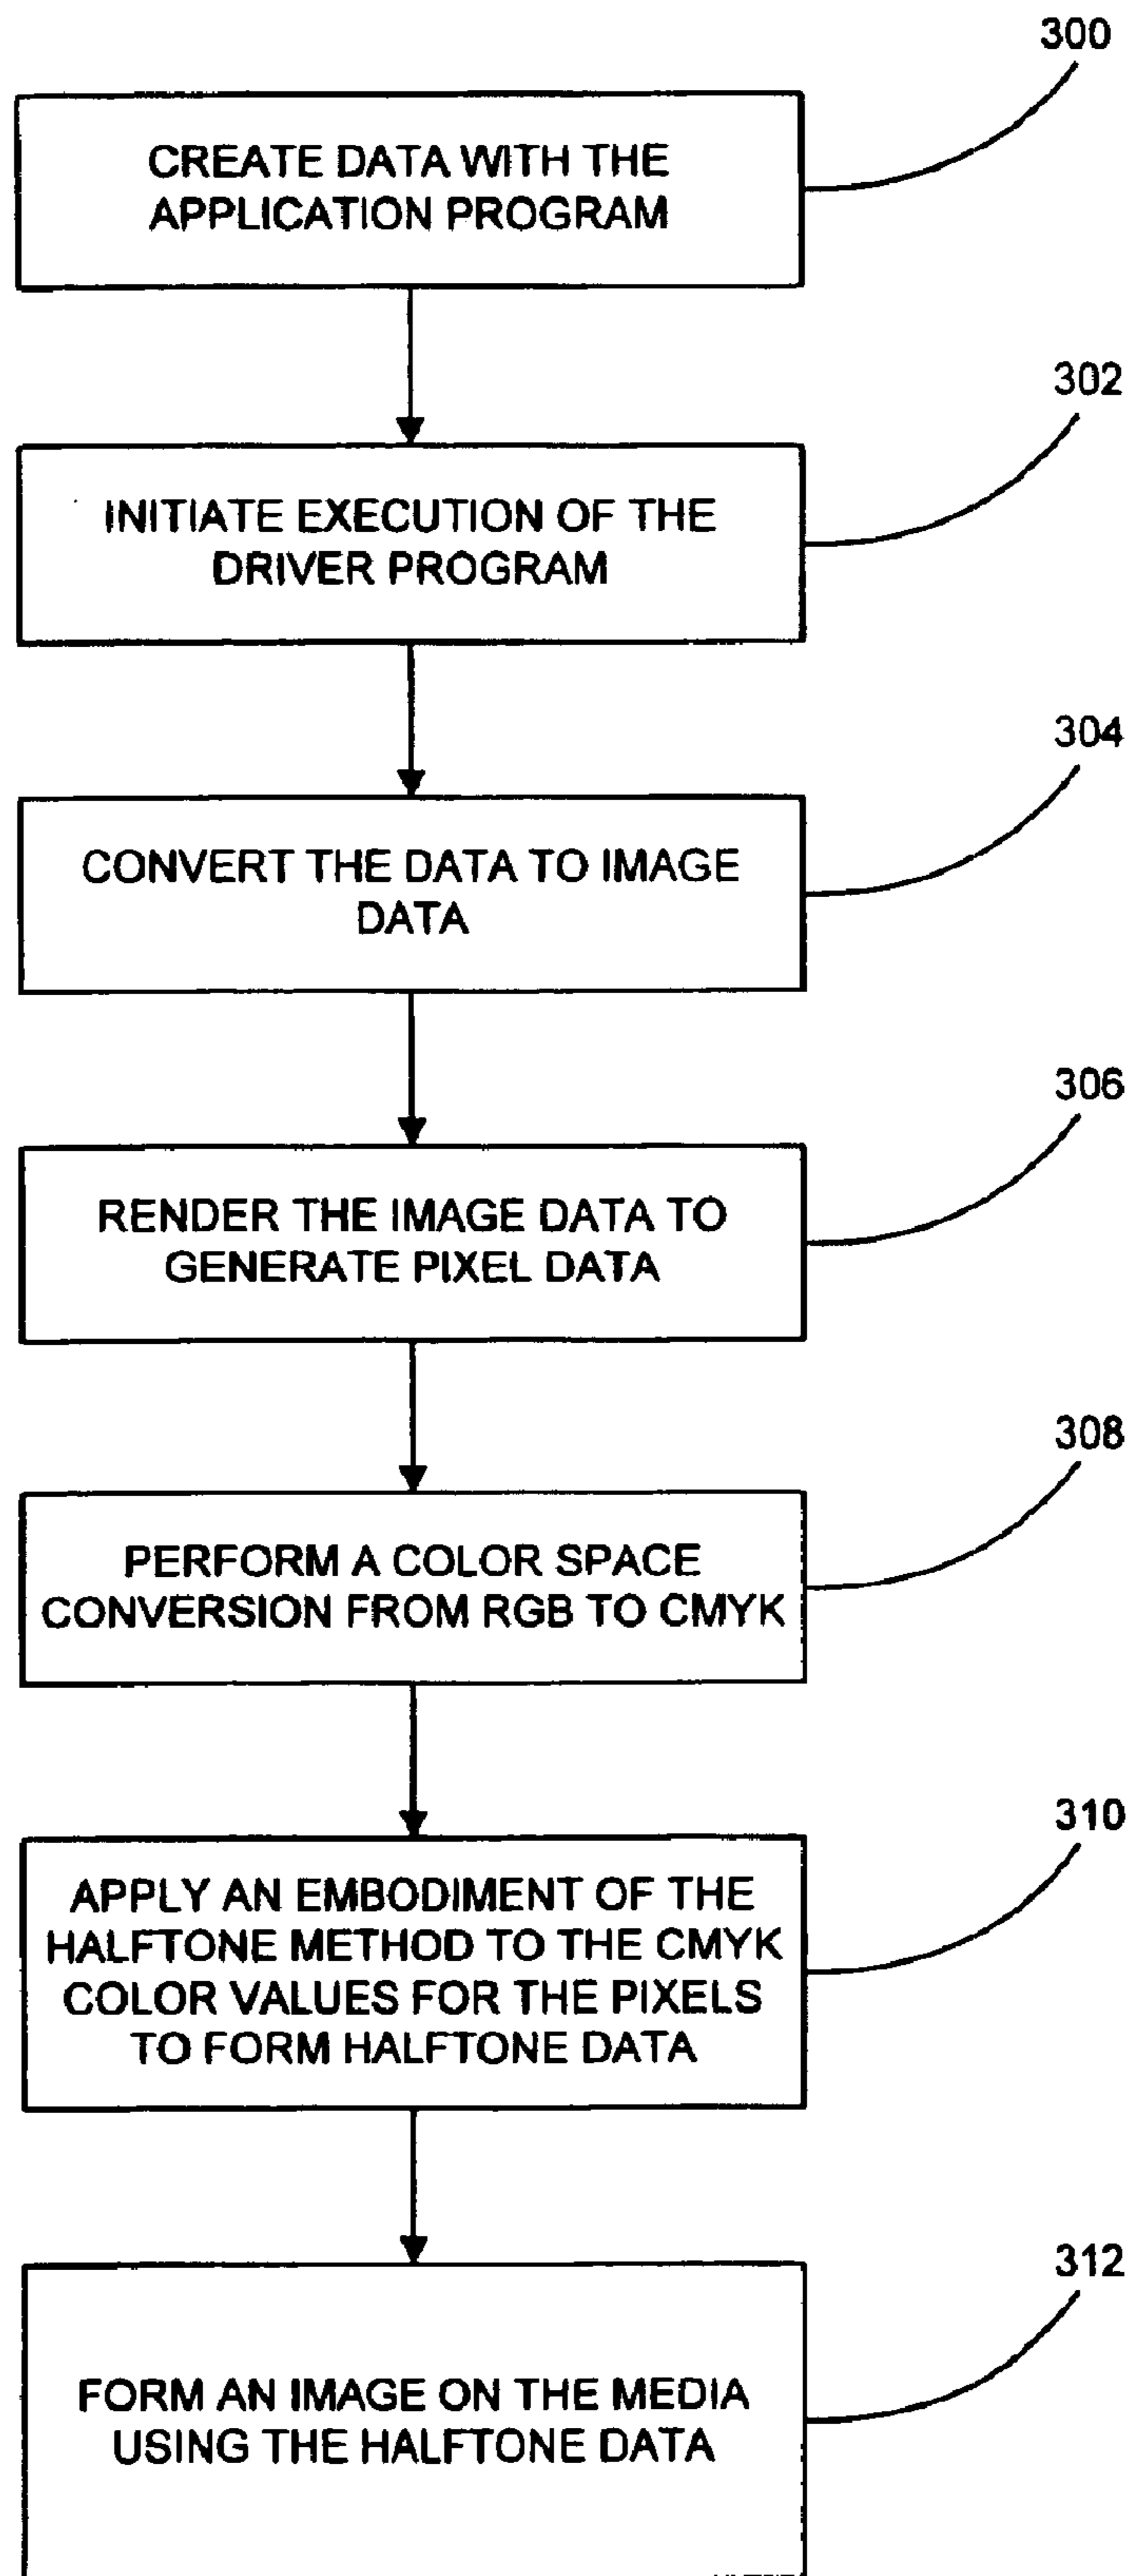 300
CREATE DATA WITH THE
APPLICATION PROGRAM
302
INITIATE EXECUTION OF THE
DRIVER PROGRAM
304
CONVERT THE DATA TO IMAGE
DATA
306
RENDER THE IMAGE DATA TO
GENERATE PIXEL DATA
308
PERFORM A COLOR SPACE
CONVERSION FROM RGB TO CMYK
310
APPLY AN EMBODIMENT OF THE
HALFTONE METHOD TO THE CMYK
COLOR VALUES FOR THE PIXELS
TO FORM HALFTONE DATA
312
FORM AN IMAGE ON THE MEDIA
USING THE HALFTONE DATA